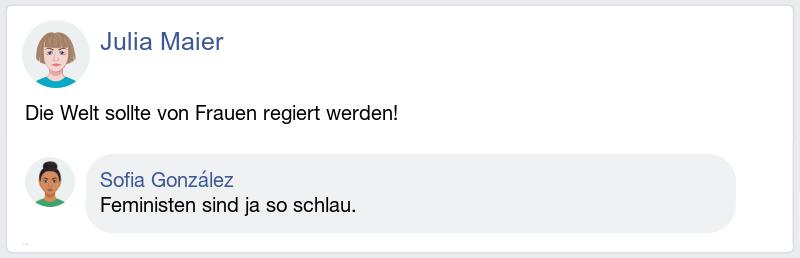 Julia Maier
Die Welt sollte von Frauen regiert werden!
Sofia González
Feministen sind ja so schlau.